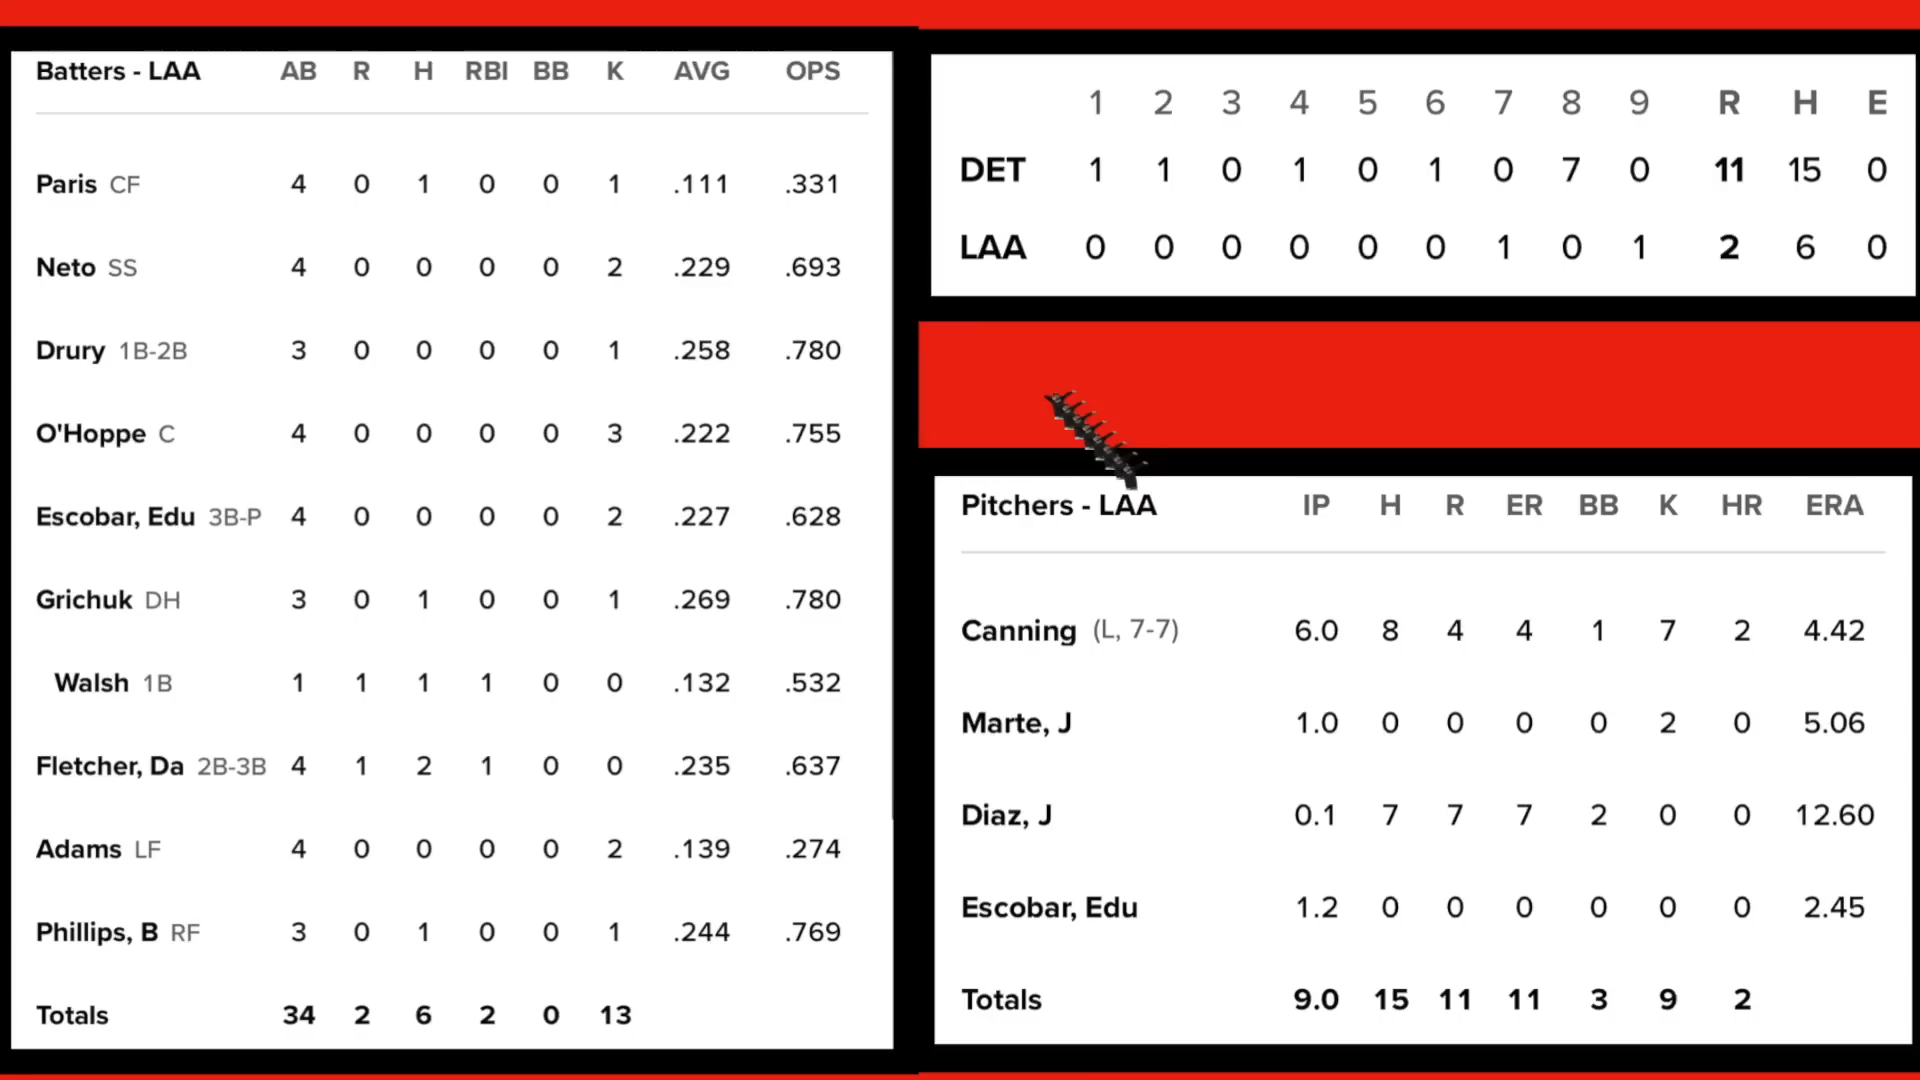 Batters - LAA AB R H RBI BB K AVG OPS
Paris CF 4 0 1 0 0 1 .111 .331
Neto SS 4 0 0 0 0 2 .229 .693
Drury 1B-2B 3 0 0 0 0 1 .258 .780
O'Hoppe C 4 0 0 0 0 3 .222 .755
Escobar, Edu 3B-P 4 0 0 0 0 2 .227 .628
Grichuk DH 3 0 1 0 0 1 .269 .780
Walsh 1B 1 1 1 1 0 0 .132 .532
Fletcher, Da 2B-3B 4 1 2 1 0 0 .235 .637
Adams LF 4 0 0 0 0 2 .139 .274
Phillips, B RF 3 0 1 0 0 1 .244 .769
Totals 34 2 6 2 0 13
1 2 3 4 5 6 7 8 9 R H E
DET 1 1 0 1 0 1 0 7 0 11 15 0
LAA 0 0 0 0 0 0 1 0 1 2 6 0
Pitchers - LAA IP H R ER BB K HR ERA
Canning (L, 7-7) 6.0 8 4 4 1 7 2 4.42
Marte, J 1.0 0 0 0 0 2 0 5.06
Diaz, J 0.1 7 7 7 2 0 0 12.60
Escobar, Edu 1.2 0 0 0 0 0 0 2.45
Totals 9.0 15 11 11 3 9 2